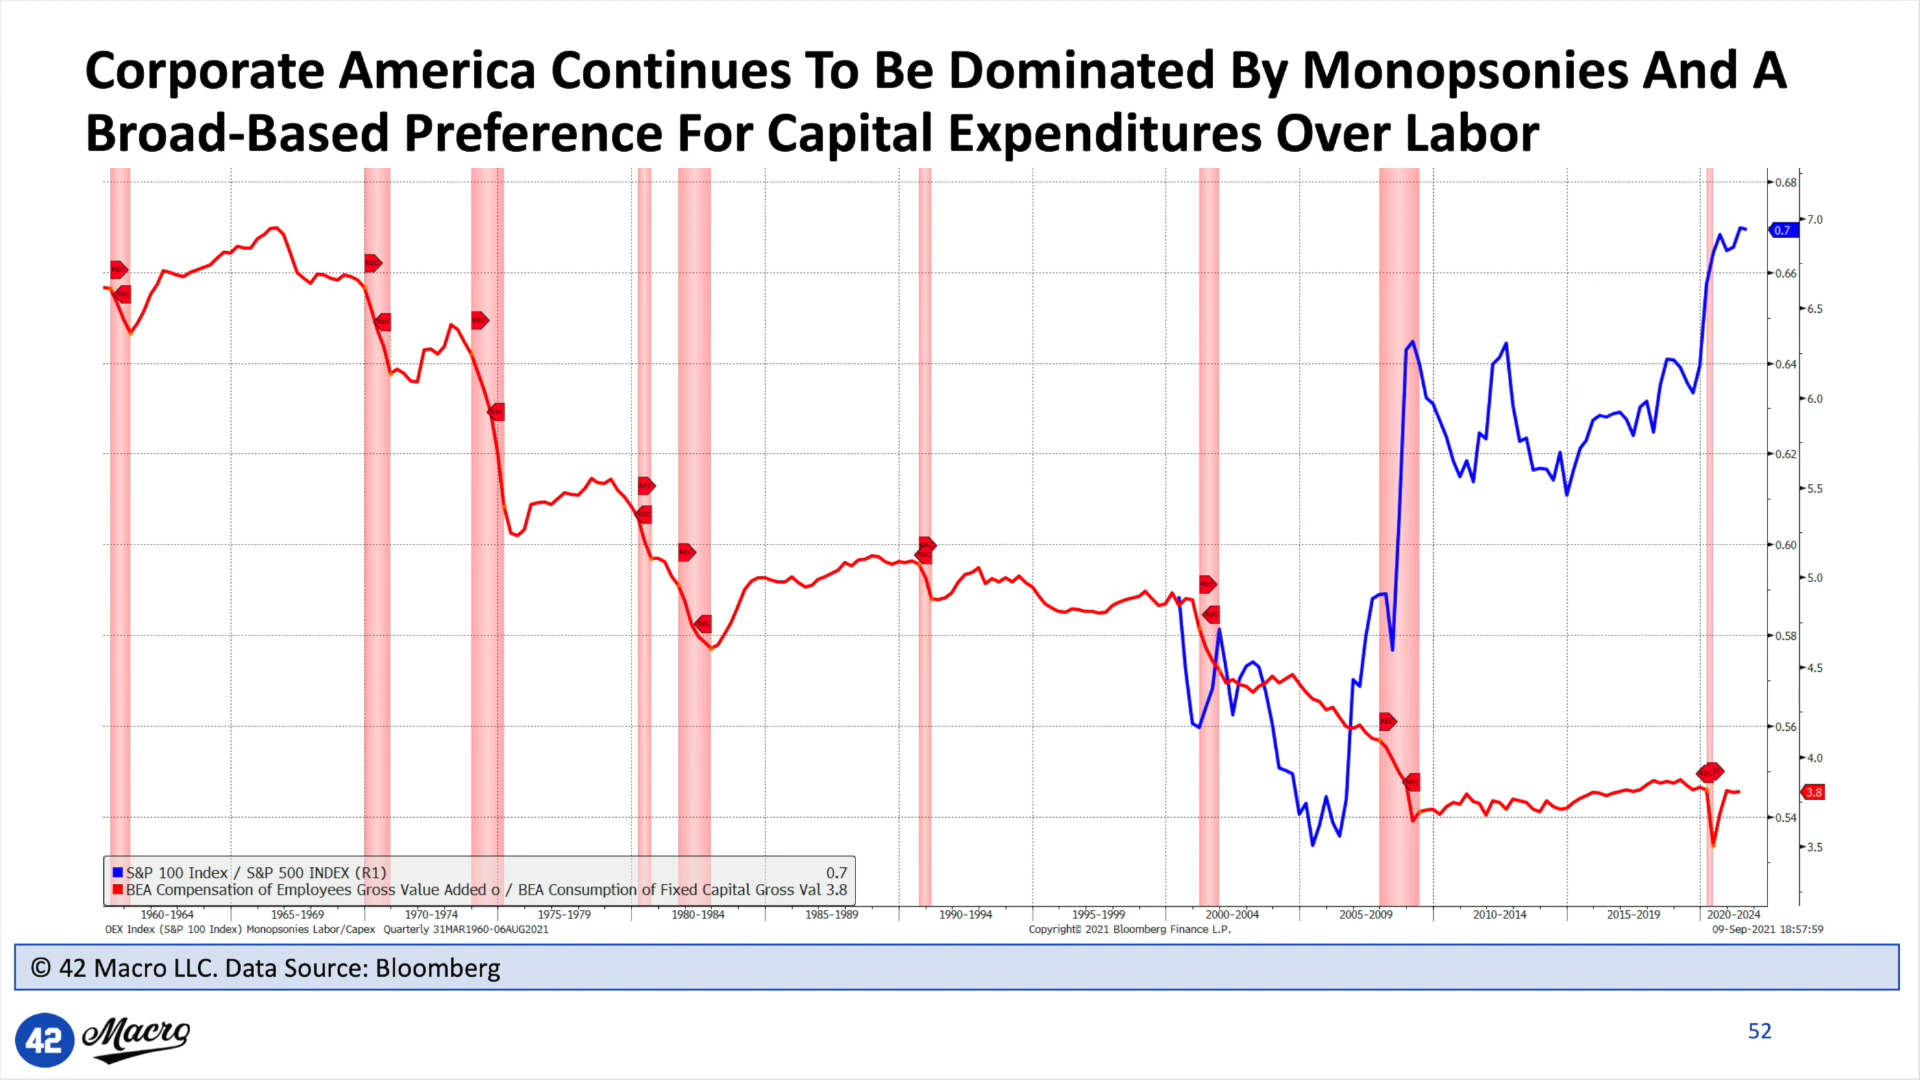 Corporate America Continues To Be Dominated By Monopsonies And A
Broad-Based Preference For Capital Expenditures Over Labor
0.68
7.0
0.7
0.66
6.5
0.64
6.0
0.62
5.5
0.60
5.0
0.58
4.5
0.56
4.0
3.8
0.54
3.5
S&P 100 Index / S&P 500 INDEX (R1) 0.7
BEA Compensation of Employees Gross Value Added o / BEA Consumption of Fixed Capital Gross Val 3.8
1960-1964 1965-1969 1970-1974 1975-1979 1980-1984 1985-1989 1990-1994 1995-1999 2000-2004 2005-2009 2010-2014 2015-2019 2020-2024
OEX Index (S&P 100 Index) Monopsonies Labor/Capex Quarterly 31MAR1960-06AUG2021 Copyright© 2021 Bloomberg Finance L.P. 09-Sep-2021 18:57:59
© 42 Macro LLC. Data Source: Bloomberg
42 Macro
52